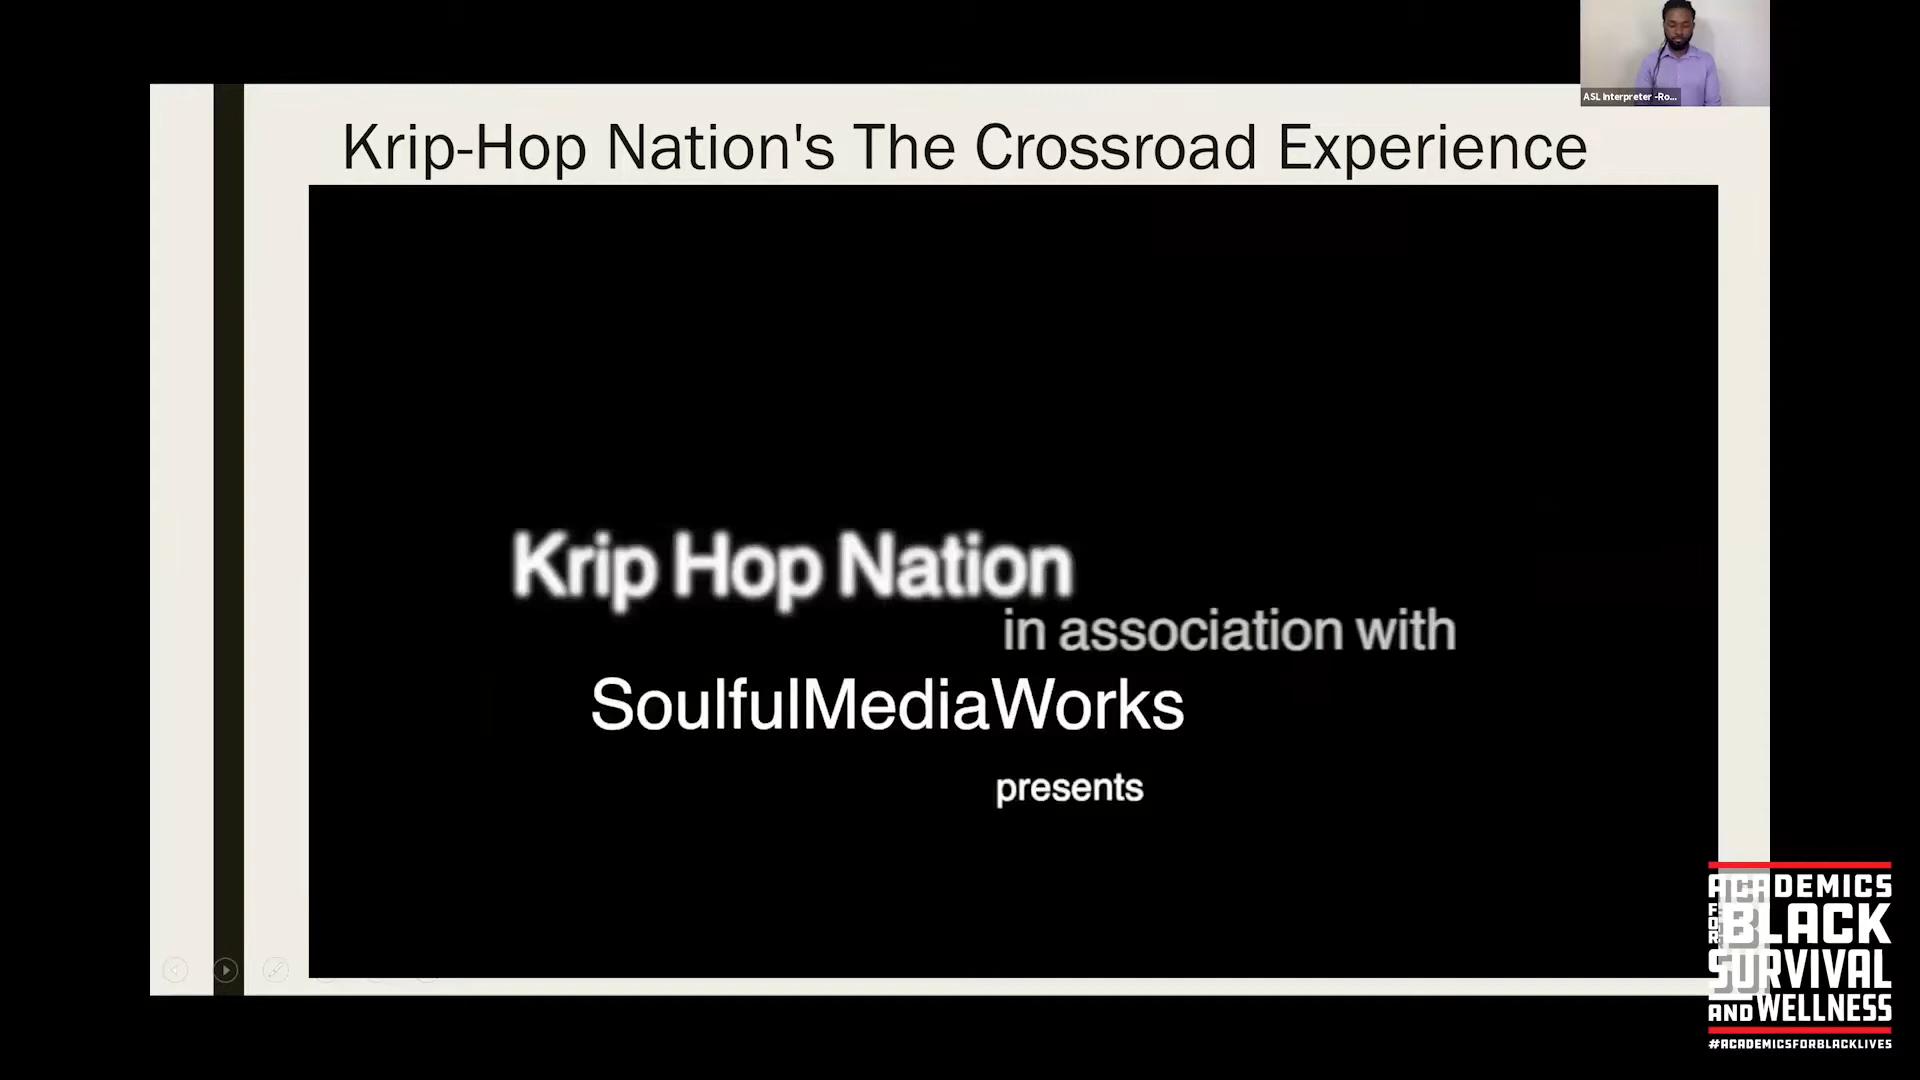 ASL Interpreter -Ro...
Krip-Hop Nation's The Crossroad Experience
Krip Hop Nation
in association with
SoulfulMediaWorks
presents
ACADEMICS
FOR
BLACK
SURVIVAL
AND WELLNESS
#ACADEMICSFORBLACKLIVES